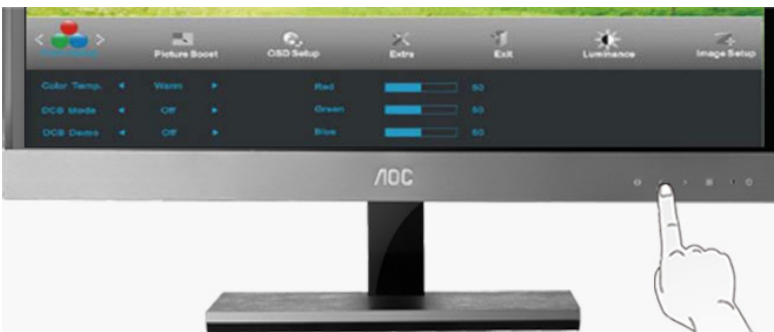 Picture Boost OSD Setup Extra Exit Luminance Image Setup
Color Temp. Warm Red 50
DCB Mode Off Green 50
DCB Demo Off Blue 50
AOC